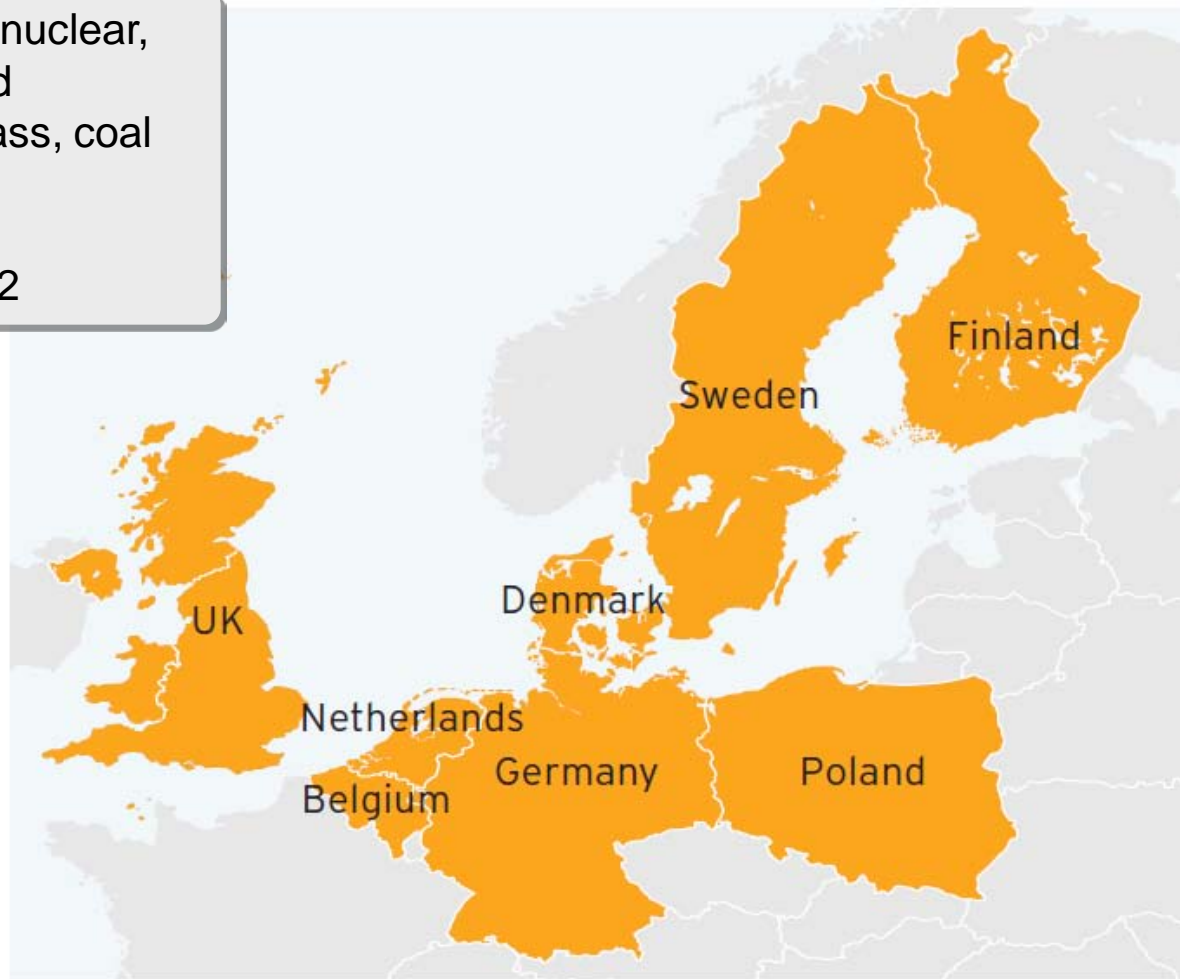 nuclear,
d
ass, coal
2
Finland
Sweden
Denmark
UK
Netherlands
Germany
Poland
Belgium